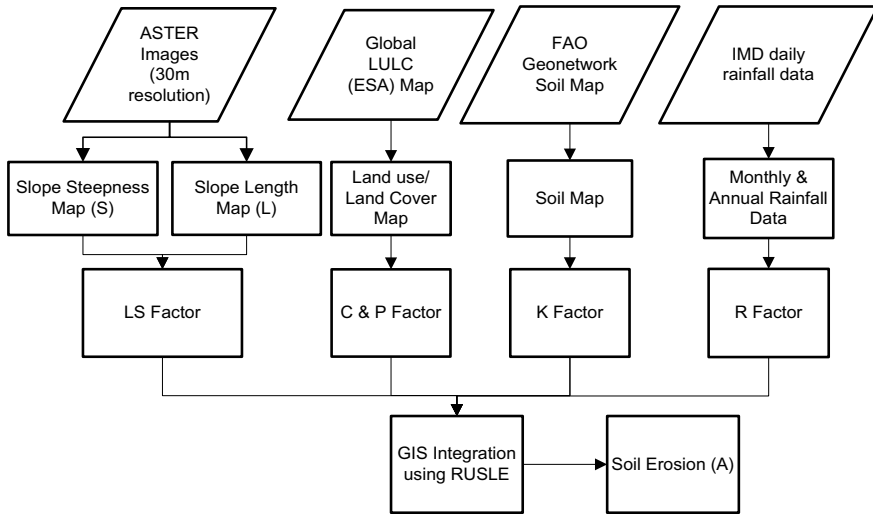 ASTER
Images
(30m
resolution)
Global
LULC
(ESA) Map
FAO
Geonetwork
Soil Map
IMD daily
rainfall data
Slope Steepness
Map (S)
Slope Length
Map (L)
Land use/
Land Cover
Map
Soil Map
Monthly &
Annual Rainfall
Data
LS Factor
C & P Factor
K Factor
R Factor
GIS Integration
using RUSLE
Soil Erosion (A)